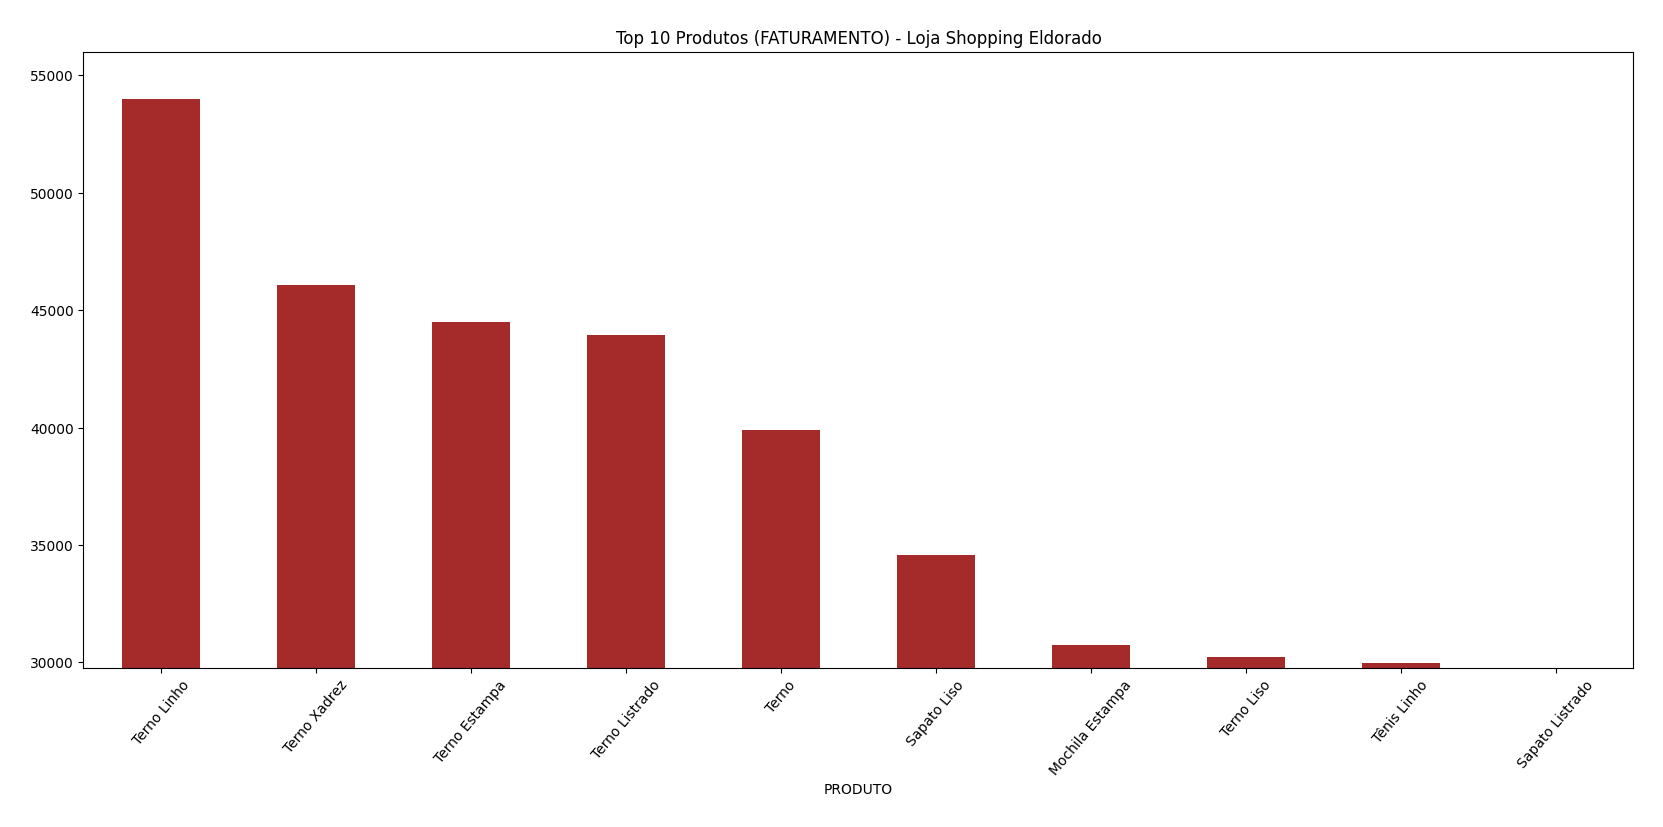 Top 10 Produtos (FATURAMENTO) - Loja Shopping Eldorado
55000
50000
45000
40000
35000
30000
Terno Linho
Terno Xadrez
Terno Estampa
Terno Listrado
Terno
Sapato Liso
Mochila Estampa
Terno Liso
Tênis Linho
Sapato Listrado
PRODUTO